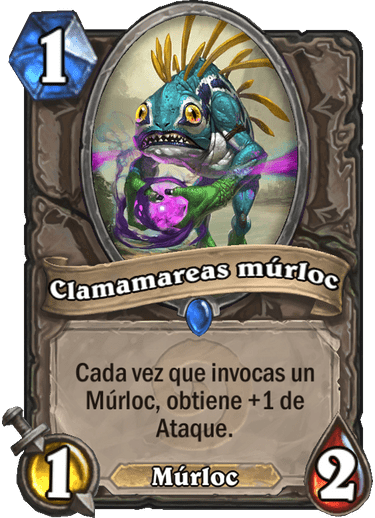 1
Clamamareas múrloc
Cada vez que invocas un
Múrloc, obtiene +1 de
Ataque.
1
Múrloc
2